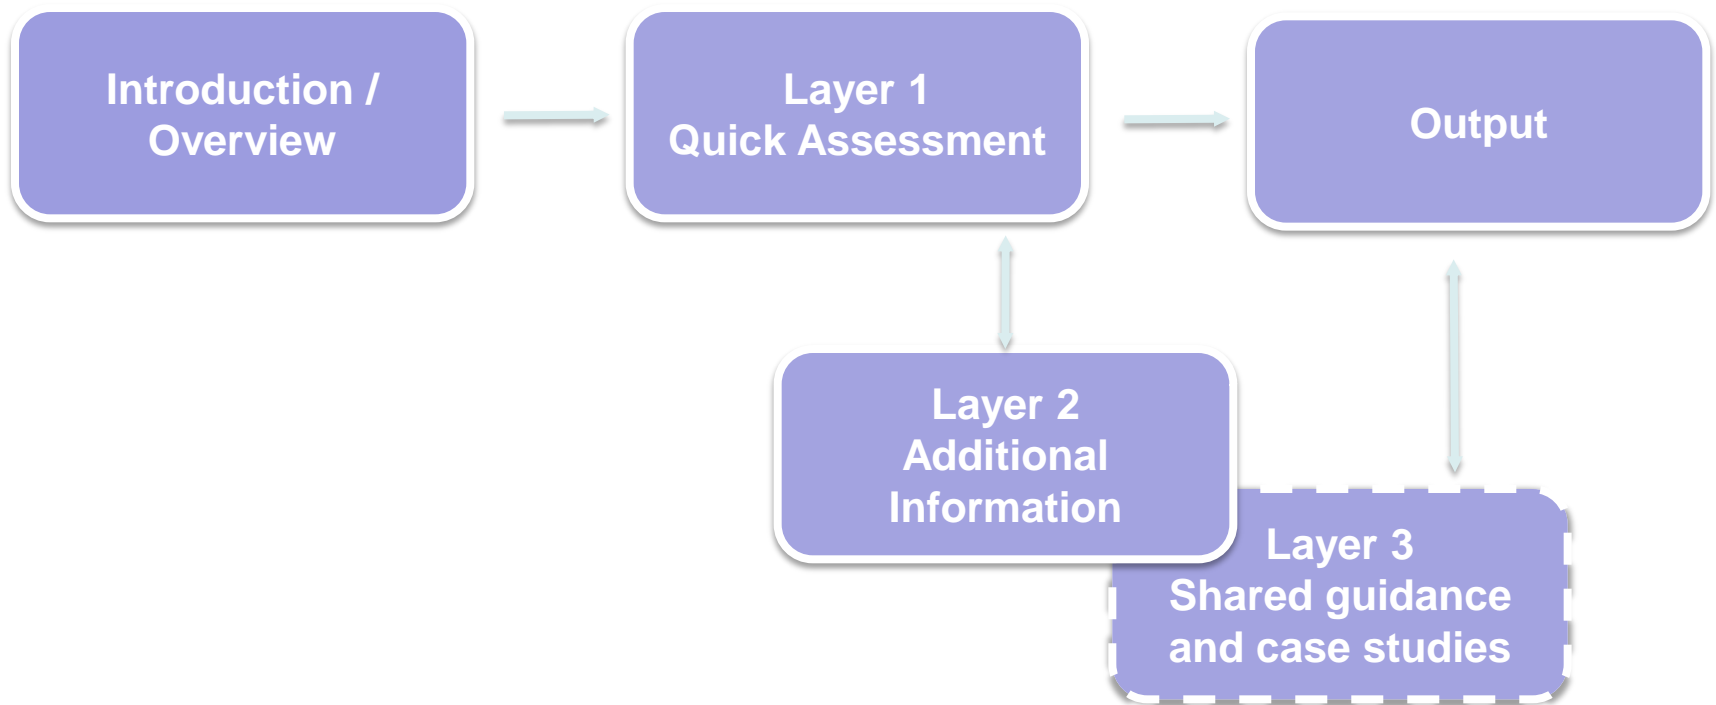 Introduction /
Overview
Layer 1
Quick Assessment
Output
Layer 2
Additional
Information
Layer 3
Shared guidance
and case studies